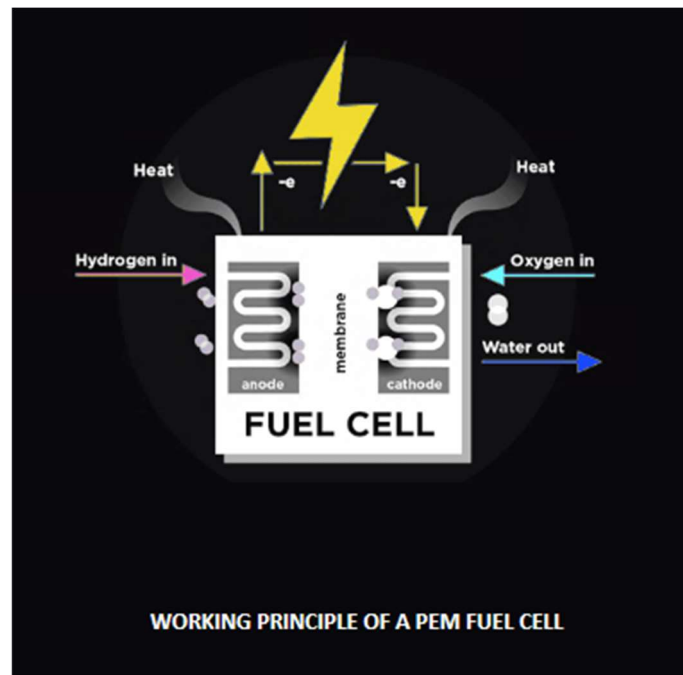 Heat
-e
-e
Heat
Hydrogen in
Oxygen in
membrane
Water out
anode
cathode
FUEL CELL
WORKING PRINCIPLE OF A PEM FUEL CELL